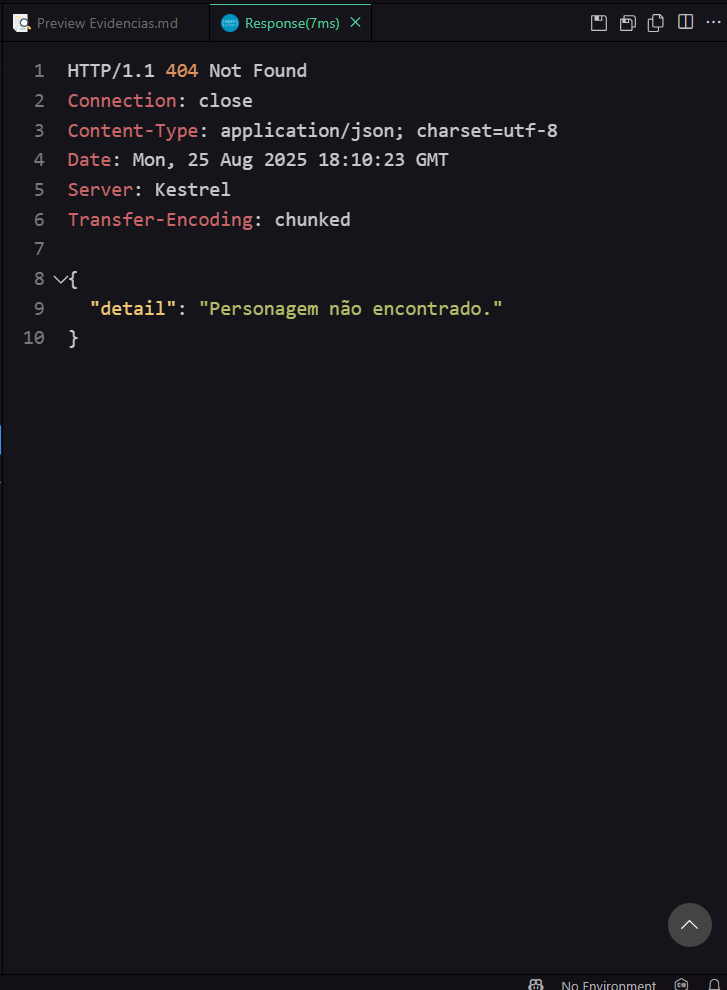 Preview Evidencias.md
Response(7ms)
1 HTTP/1.1 404 Not Found
2 Connection: close
3 Content-Type: application/json; charset=utf-8
4 Date: Mon, 25 Aug 2025 18:10:23 GMT
5 Server: Kestrel
6 Transfer-Encoding: chunked
7
8 {
9 "detail": "Personagem não encontrado."
10 }
No Environment